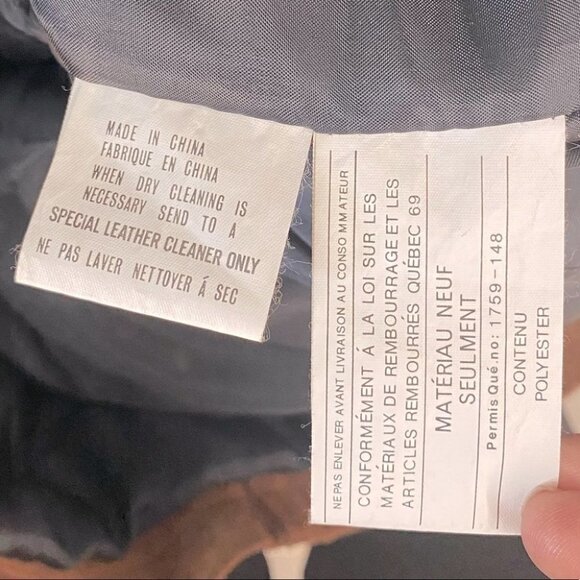 MADE IN CHINA
FABRIQUE EN CHINA
WHEN DRY CLEANING IS
NECESSARY SEND TO A
SPECIAL LEATHER CLEANER ONLY
NE PAS LAVER NETTOYER Á SEC
NE PAS ENLEVER AVANT LIVRAISON AU CONSO MMATEUR
CONFORMÉMENT Á LA LOI SUR LES
MATÉRIAUX DE REMBOURRAGE ET LES
ARTICLES REMBOURRÉS QUÉBEC 69
MATÉRIAU NEUF
SEULMENT
Permis Qué.no: 1759-148
CONTENU
POLYESTER